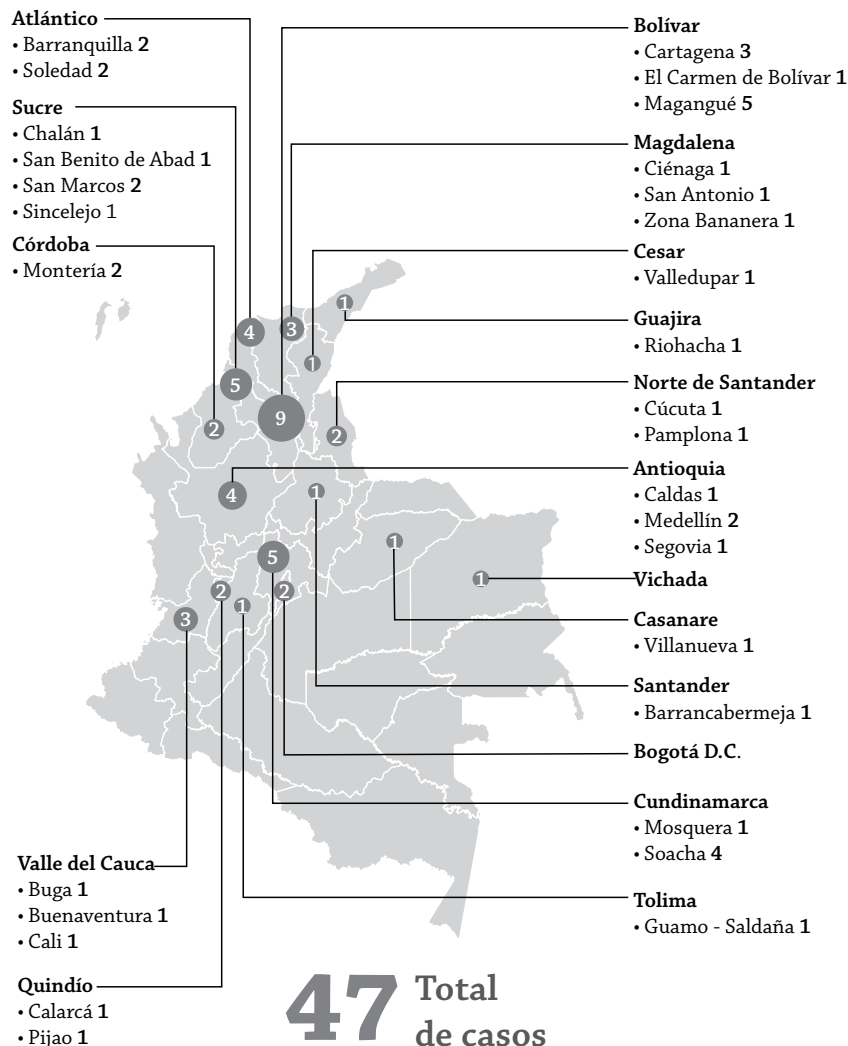 Atlántico
• Barranquilla 2
• Soledad 2
Sucre
• Chalán 1
• San Benito de Abad 1
• San Marcos 2
• Sincelejo 1
Córdoba
• Montería 2
Bolívar
• Cartagena 3
• El Carmen de Bolívar 1
• Magangué 5
Magdalena
• Ciénaga 1
• San Antonio 1
• Zona Bananera 1
Cesar
• Valledupar 1
Guajira
• Riohacha 1
Norte de Santander
• Cúcuta 1
• Pamplona 1
Antioquia
• Caldas 1
• Medellín 2
• Segovia 1
Vichada
Casanare
• Villanueva 1
Santander
• Barrancabermeja 1
Bogotá D.C.
Cundinamarca
• Mosquera 1
• Soacha 4
Tolima
• Guamo - Saldaña 1
1
4
3
1
5
9
2
2
4
1
1
5
1
2
2
1
3
Valle del Cauca
• Buga 1
• Buenaventura 1
• Cali 1
Quindío
• Calarcá 1
• Pijao 1
47 Total
de casos